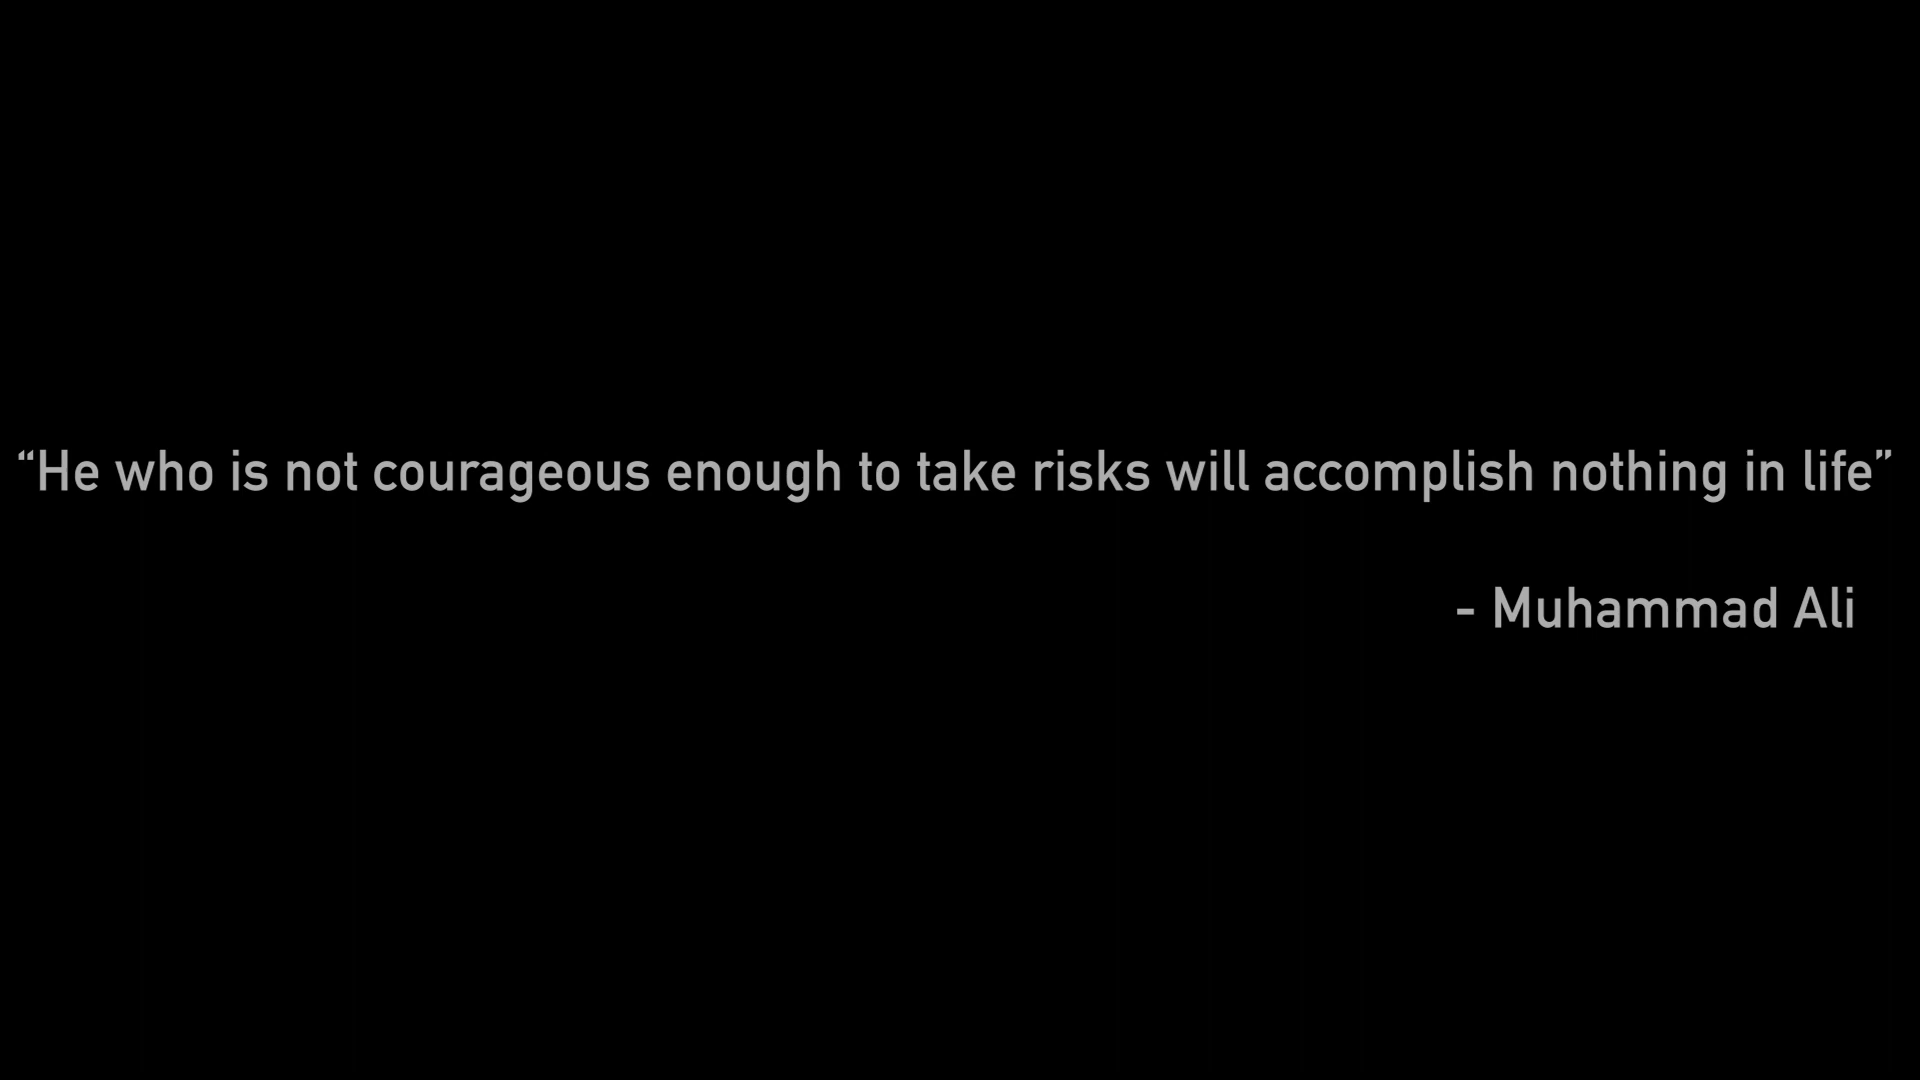 “He who is not courageous enough to take risks will accomplish nothing in life”
- Muhammad Ali